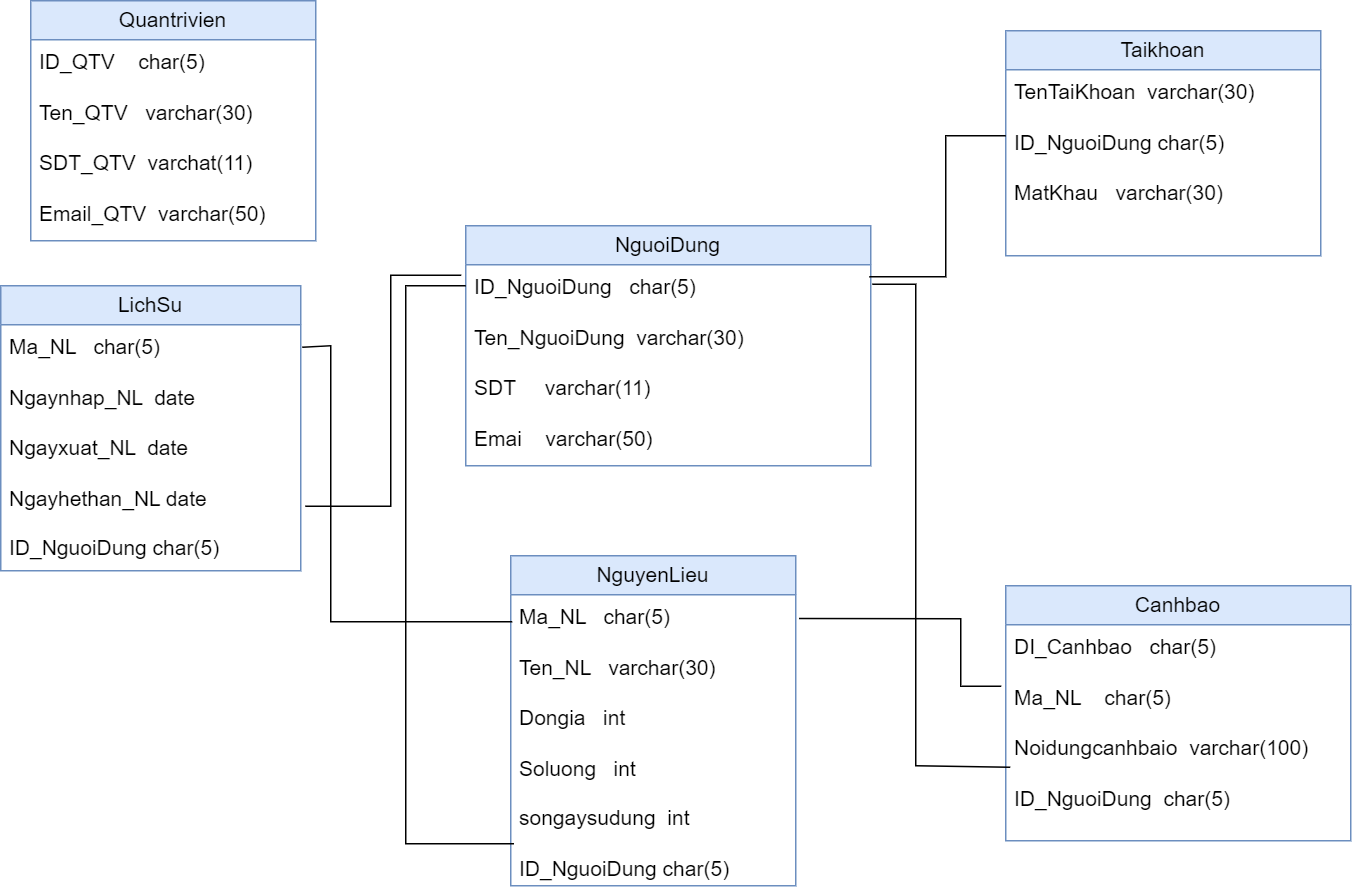 Quantrivien
ID_QTV char(5)
Ten_QTV varchar(30)
SDT_QTV varchat(11)
Email_QTV varchar(50)
Taikhoan
TenTaiKhoan varchar(30)
ID_NguoiDung char(5)
MatKhau varchar(30)
NguoiDung
ID_NguoiDung char(5)
Ten_NguoiDung varchar(30)
SDT varchar(11)
Emai varchar(50)
LichSu
Ma_NL char(5)
Ngaynhap_NL date
Ngayxuat_NL date
Ngayhethan_NL date
ID_NguoiDung char(5)
NguyenLieu
Ma_NL char(5)
Ten_NL varchar(30)
Dongia int
Soluong int
songaysudung int
ID_NguoiDung char(5)
Canhbao
DI_Canhbao char(5)
Ma_NL char(5)
Noidungcanhbaio varchar(100)
ID_NguoiDung char(5)